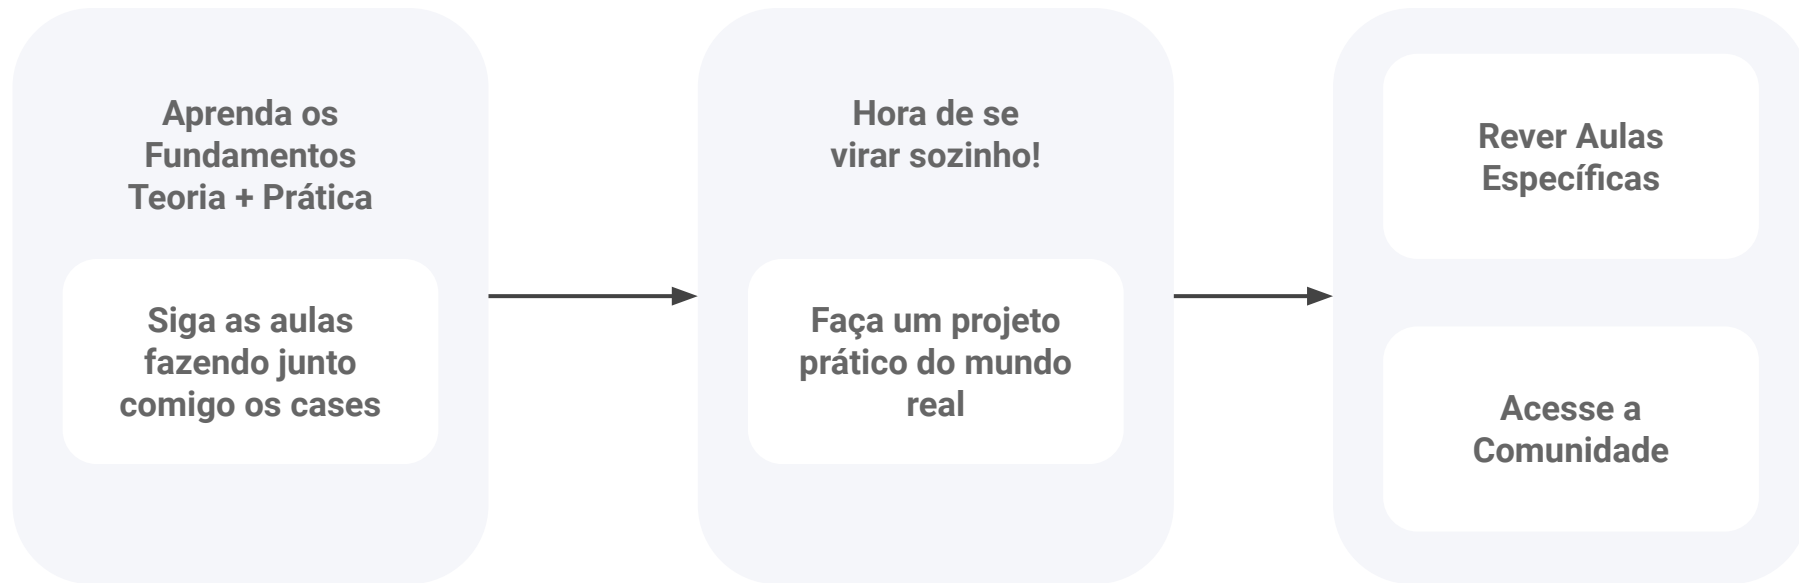 Aprenda os
Fundamentos
Teoria + Prática
Siga as aulas
fazendo junto
comigo os cases
Hora de se
virar sozinho!
Faça um projeto
prático do mundo
real
Rever Aulas
Específicas
Acesse a
Comunidade